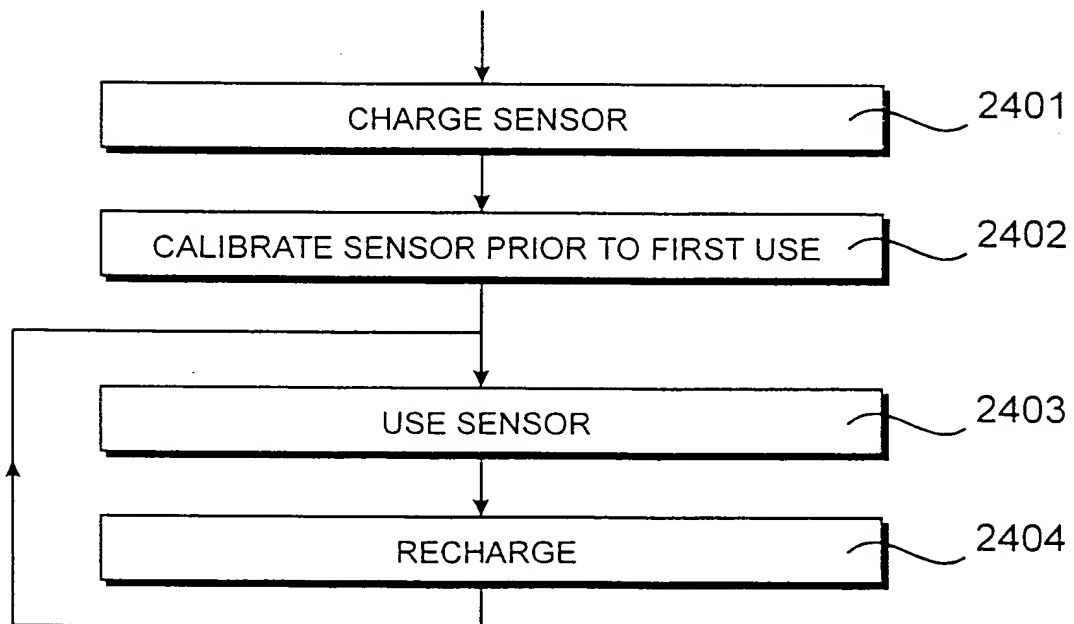 CHARGE SENSOR 2401
CALIBRATE SENSOR PRIOR TO FIRST USE 2402
USE SENSOR 2403
RECHARGE 2404